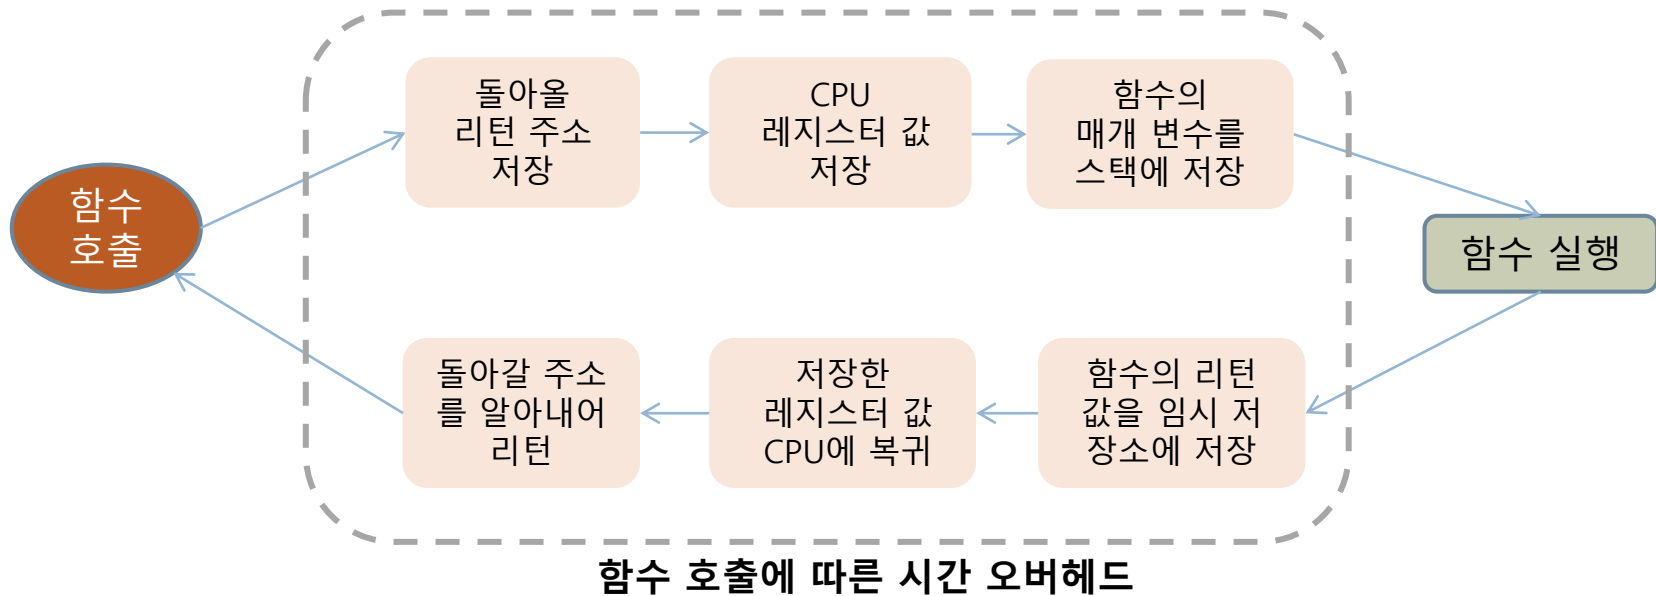 함수
호출
돌아올
리턴 주소
저장
CPU
레지스터 값
저장
함수의
매개 변수를
스택에 저장
함수 실행
함수의 리턴
값을 임시 저
장소에 저장
저장한
레지스터 값
CPU에 복귀
돌아갈 주소
를 알아내어
리턴
함수 호출에 따른 시간 오버헤드